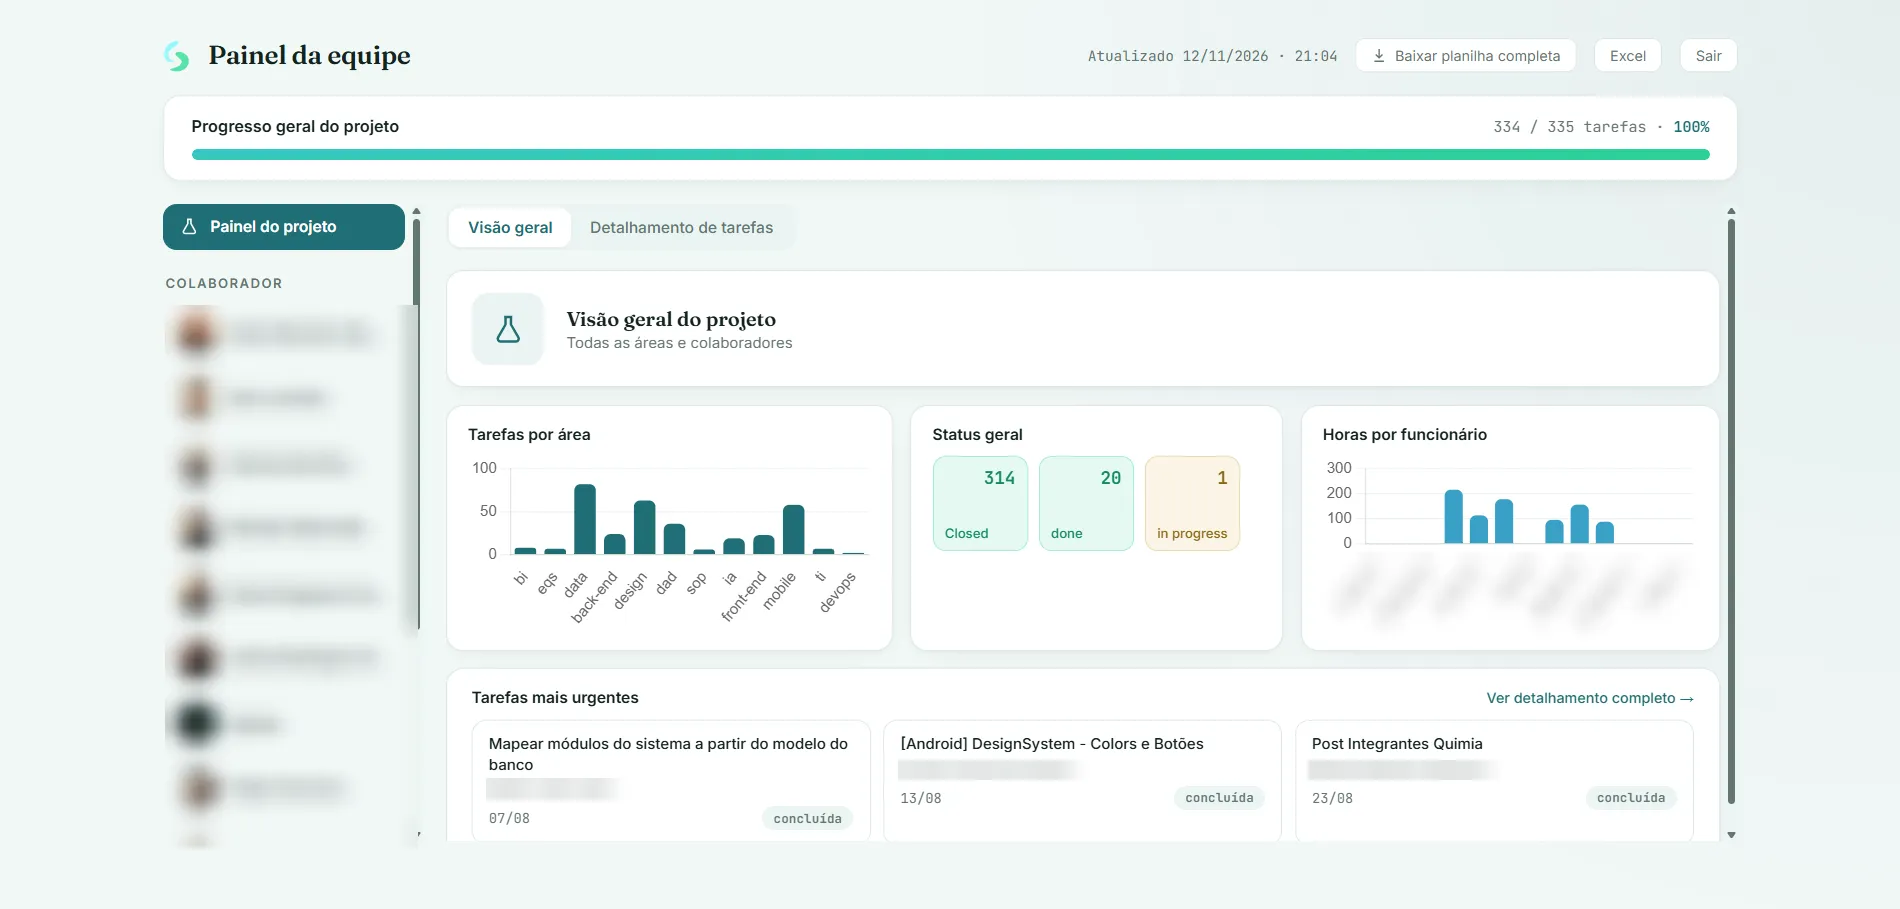 Painel da equipe
Atualizado 12/11/2026 · 21:04
Baixar planilha completa
Excel
Sair
Progresso geral do projeto
334 / 335 tarefas · 100%
Painel do projeto
COLABORADOR
Visão geral
Detalhamento de tarefas
Visão geral do projeto
Todas as áreas e colaboradores
Tarefas por área
100
50
0
bi
eqs
data
back-end
design
dad
sop
ia
front-end
mobile
ti
devops
Status geral
314
Closed
20
done
1
in progress
Horas por funcionário
300
200
100
0
Tarefas mais urgentes
Ver detalhamento completo →
Mapear módulos do sistema a partir do modelo do
banco
07/08
concluída
[Android] DesignSystem - Colors e Botões
13/08
concluída
Post Integrantes Quimia
23/08
concluída